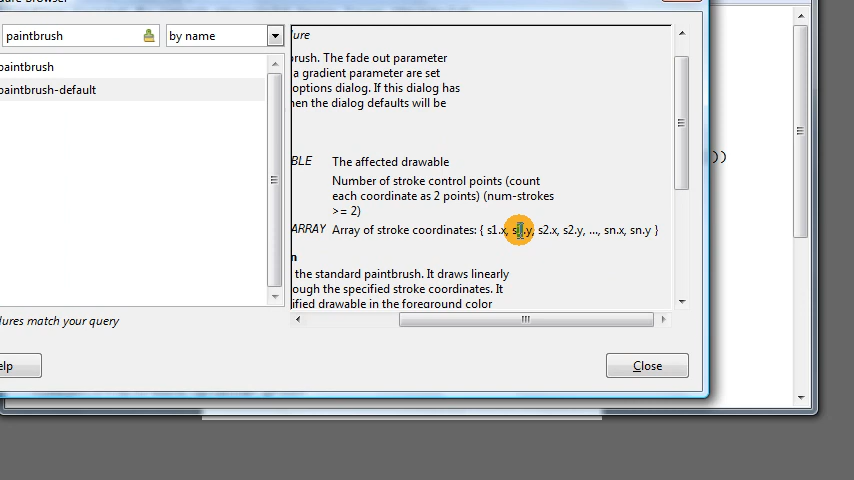 paintbrush
by name
paintbrush
paintbrush-default
ure
brush. The fade out parameter
a gradient parameter are set
options dialog. If this dialog has
en the dialog defaults will be
BLE The affected drawable
Number of stroke control points (count
each coordinate as 2 points) (num-strokes
>= 2)
ARRAY Array of stroke coordinates: { s1.x, s1.y, s2.x, s2.y, ..., sn.x, sn.y }
n
the standard paintbrush. It draws linearly
ough the specified stroke coordinates. It
ified drawable in the foreground color
ures match your query
elp
Close
))